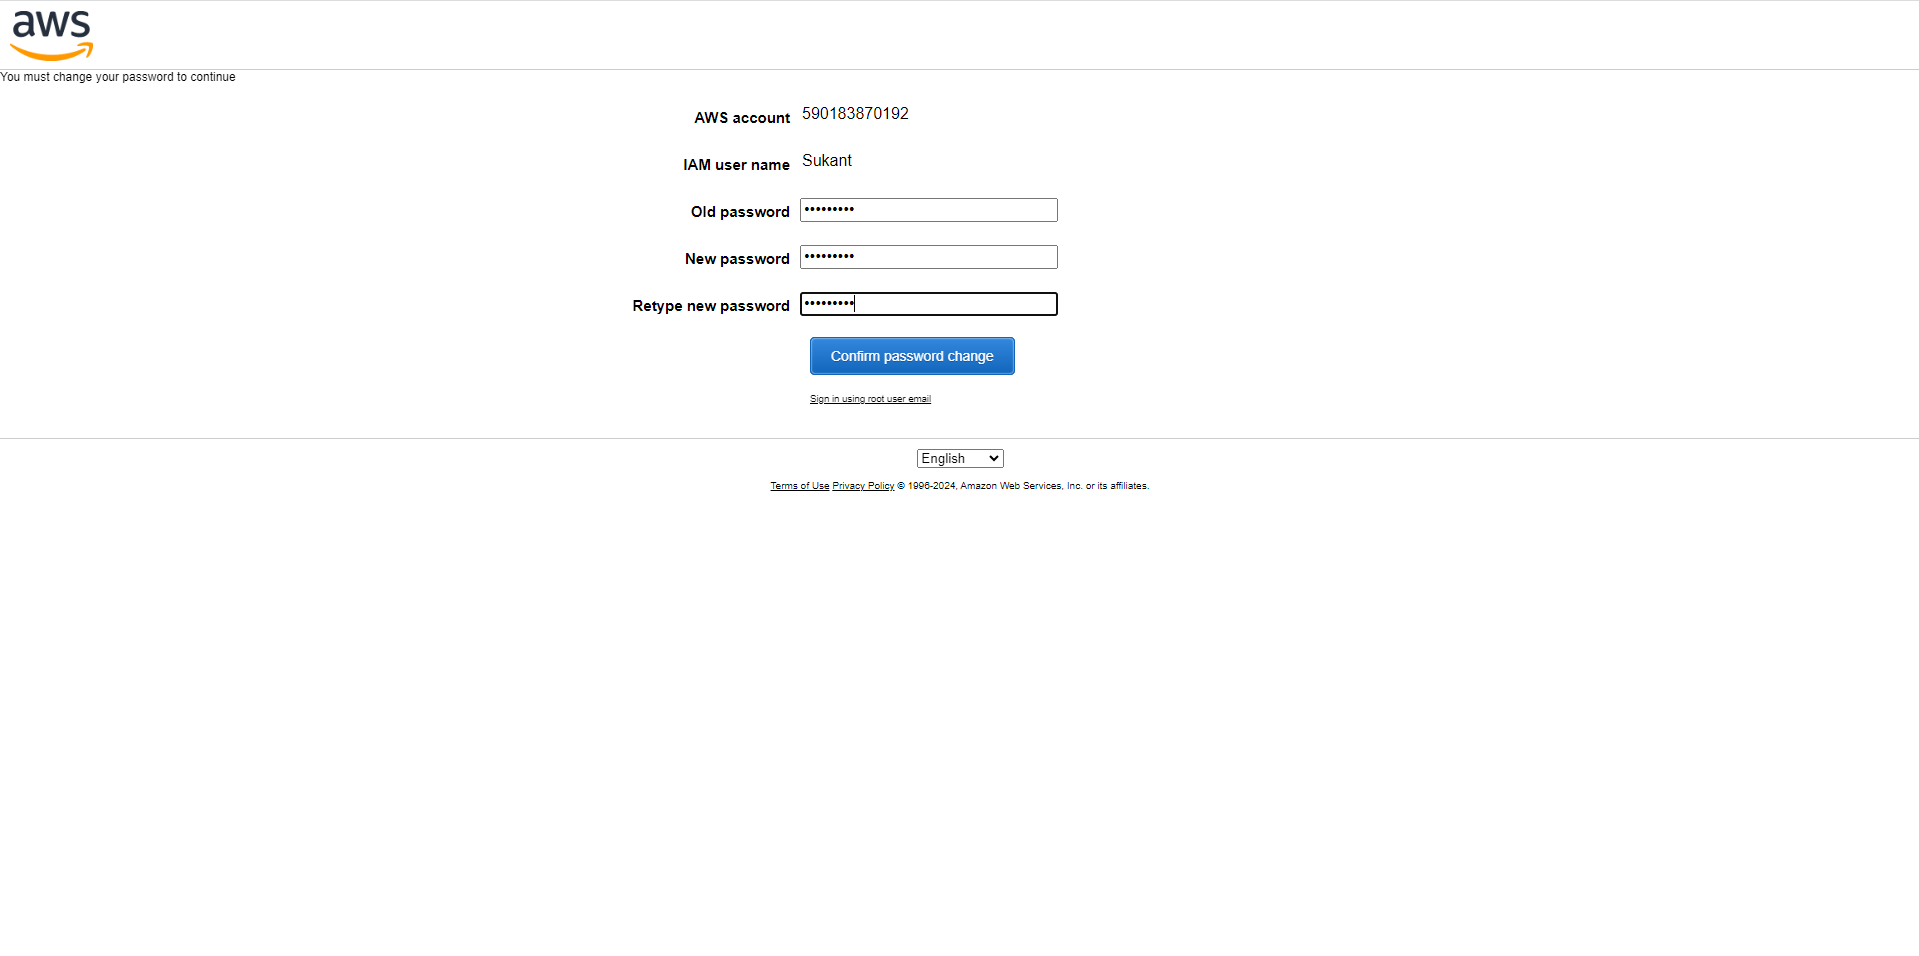 aws
You must change your password to continue
AWS account 590183870192
IAM user name Sukant
Old password •••••••••
New password •••••••••
Retype new password •••••••••
Confirm password change
Sign in using root user email
English
Terms of Use Privacy Policy © 1996-2024, Amazon Web Services, Inc. or its affiliates.